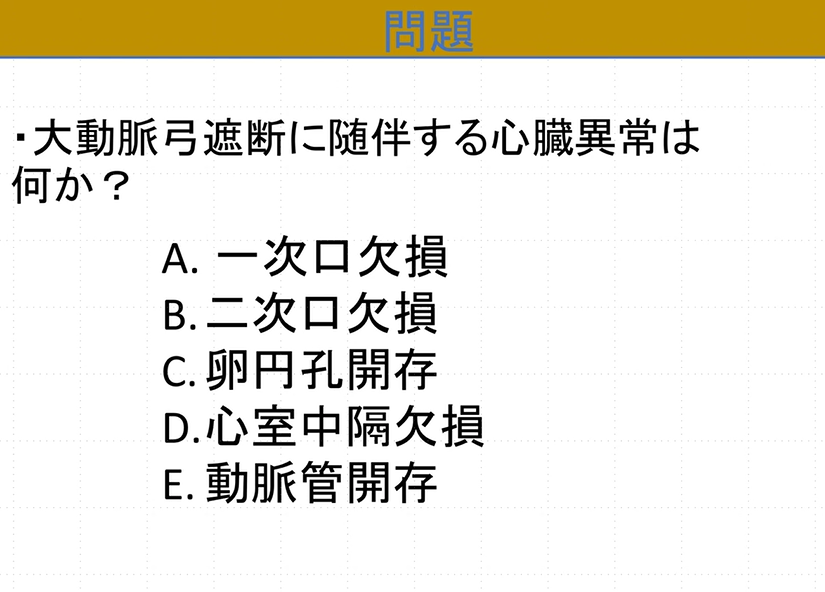 問題
・大動脈弓遮断に随伴する心臓異常は
何か？
A. 一次口欠損
B. 二次口欠損
C. 卵円孔開存
D.心室中隔欠損
E. 動脈管開存